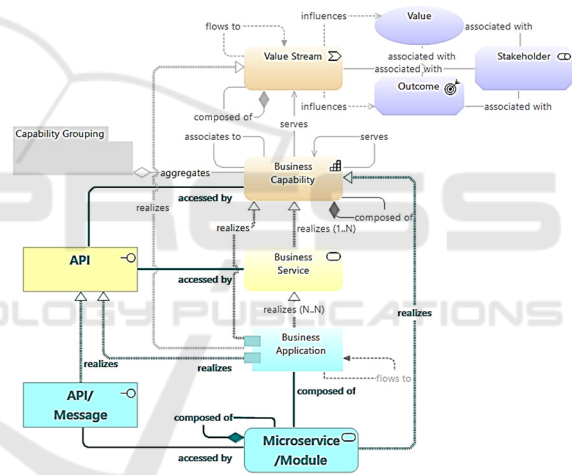 flows to
influences
Value
associated with
Value Stream
associated with
associated with
Stakeholder
Outcome
composed of
influences
associated with
serves
Capability Grouping
associates to
serves
aggregates
Business
Capability
accessed by
realizes
composed of
realizes
realizes (1..N)
API
Business
Service
accessed by
realizes (N..N)
realizes
Business
Application
realizes
realizes
flows to
API/
Message
composed of
composed of
Microservice
/Module
accessed by
PRESS
OLOGY PUBLICATIONS